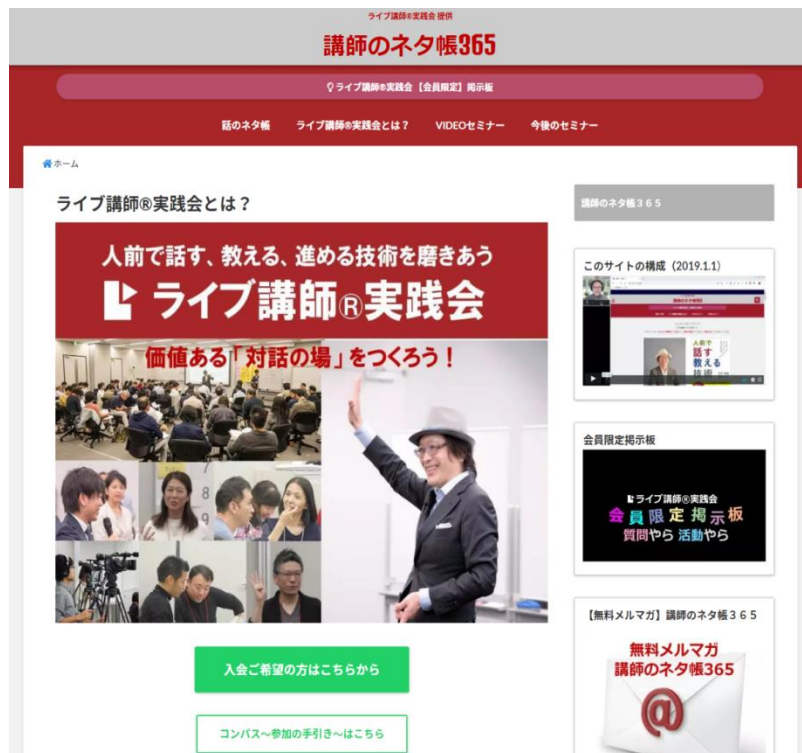 ライブ講師®実践会 提供
講師のネタ帳365
ライブ講師®実践会【会員限定】掲示板
話のネタ帳
ライブ講師®実践会とは？
VIDEOセミナー
今後のセミナー
ホーム
ライブ講師®実践会とは？
人前で話す、教える、進める技術を磨きあう
ライブ講師®実践会
価値ある「対話の場」をつくろう！
7
8
9
入会ご希望の方はこちらから
コンパス～参加の手引き～はこちら
講師のネタ帳３６５
このサイトの構成（2019.1.1）
講師のネタ帳365
人前で
話す
教える
技術
会員限定掲示板
ライブ講師®実践会
会員限定掲示板
質問やら 活動やら
【無料メルマガ】講師のネタ帳３６５
無料メルマガ
講師のネタ帳365
@